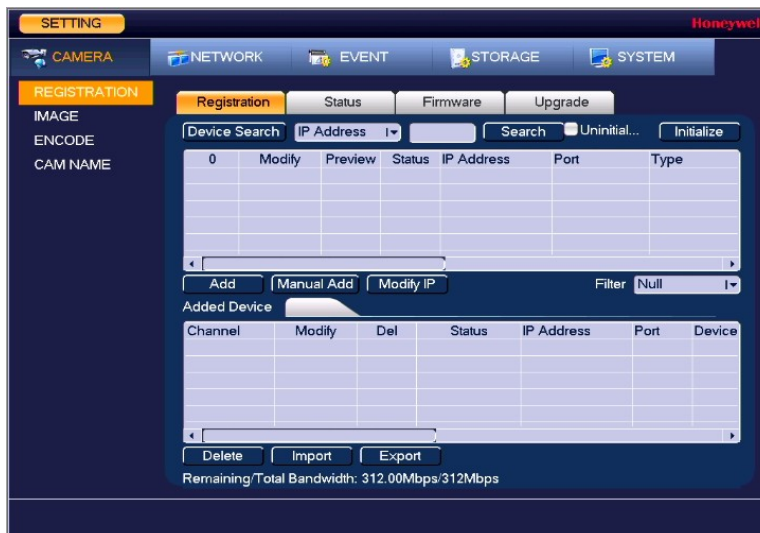 SETTING
Honeywell
CAMERA NETWORK EVENT STORAGE SYSTEM
REGISTRATION
IMAGE
ENCODE
CAM NAME
Registration Status Firmware Upgrade
Device Search IP Address Search Uninitial... Initialize
0 Modify Preview Status IP Address Port Type
Add Manual Add Modify IP Filter Null
Added Device
Channel Modify Del Status IP Address Port Device
Delete Import Export
Remaining/Total Bandwidth: 312.00Mbps/312Mbps